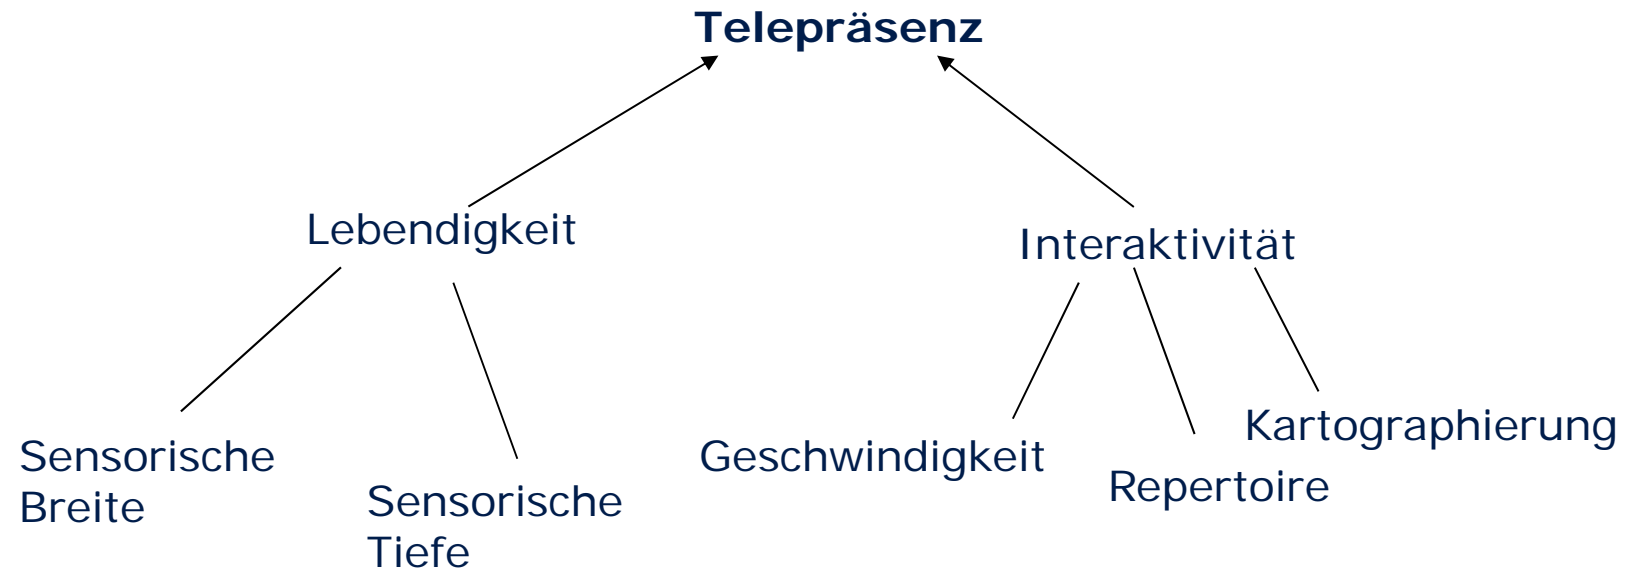 Telepräsenz
Lebendigkeit
Interaktivität
Sensorische
Breite
Sensorische
Tiefe
Geschwindigkeit
Repertoire
Kartographierung